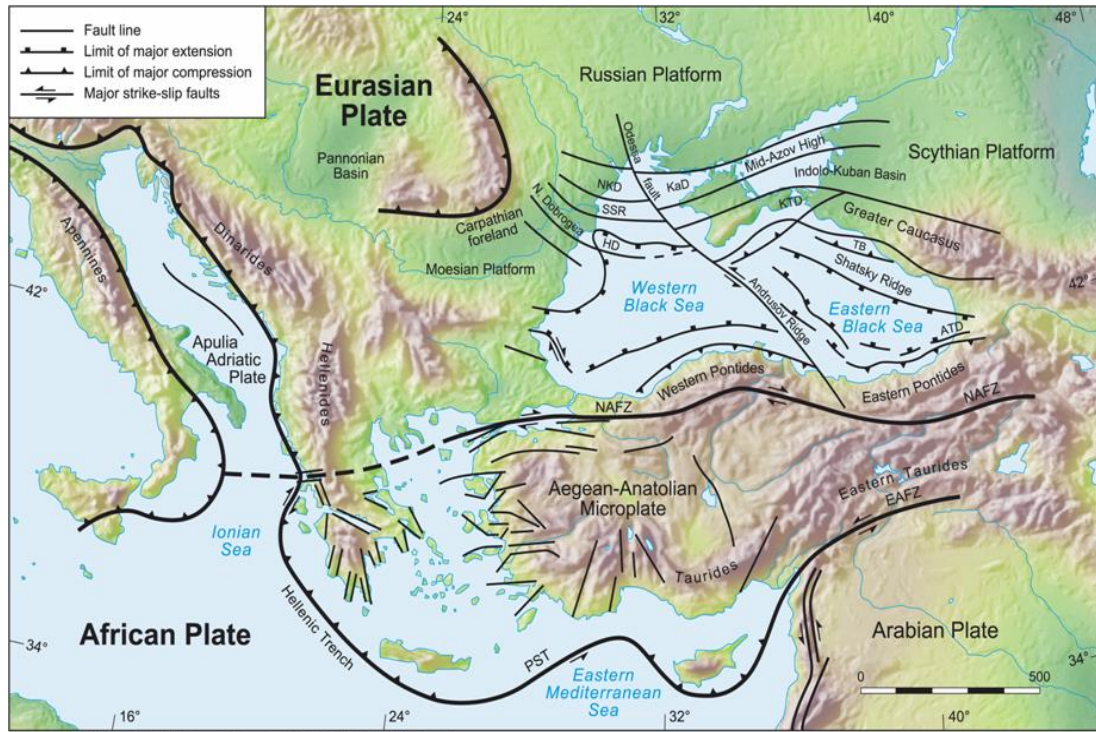 24°
32°
40°
48°
Fault line
Limit of major extension
Limit of major compression
Major strike-slip faults
Eurasian
Plate
Russian Platform
Pannonian
Basin
Odessa
fault
Mid-Azov High
Scythian Platform
NKD
KaD
Indolo-Kuban Basin
SSR
KTD
N. Dobrogua
Carpathian
foreland
Greater Caucasus
HD
TB
Moesian Platform
Shatsky Ridge
Apennines
Dinarides
42°
42°
Western
Black Sea
Andrusov Ridge
Eastern
Black Sea
ATD
Apulia
Adriatic
Plate
Hellenides
Western Pontides
Eastern Pontides
NAFZ
NAFZ
Aegean-Anatolian
Microplate
Eastern Taurides
EAFZ
Ionian
Sea
Taurides
Hellenic Trench
African Plate
Arabian Plate
34°
34°
PST
Eastern
Mediterranean
Sea
0
500
16°
24°
32°
40°